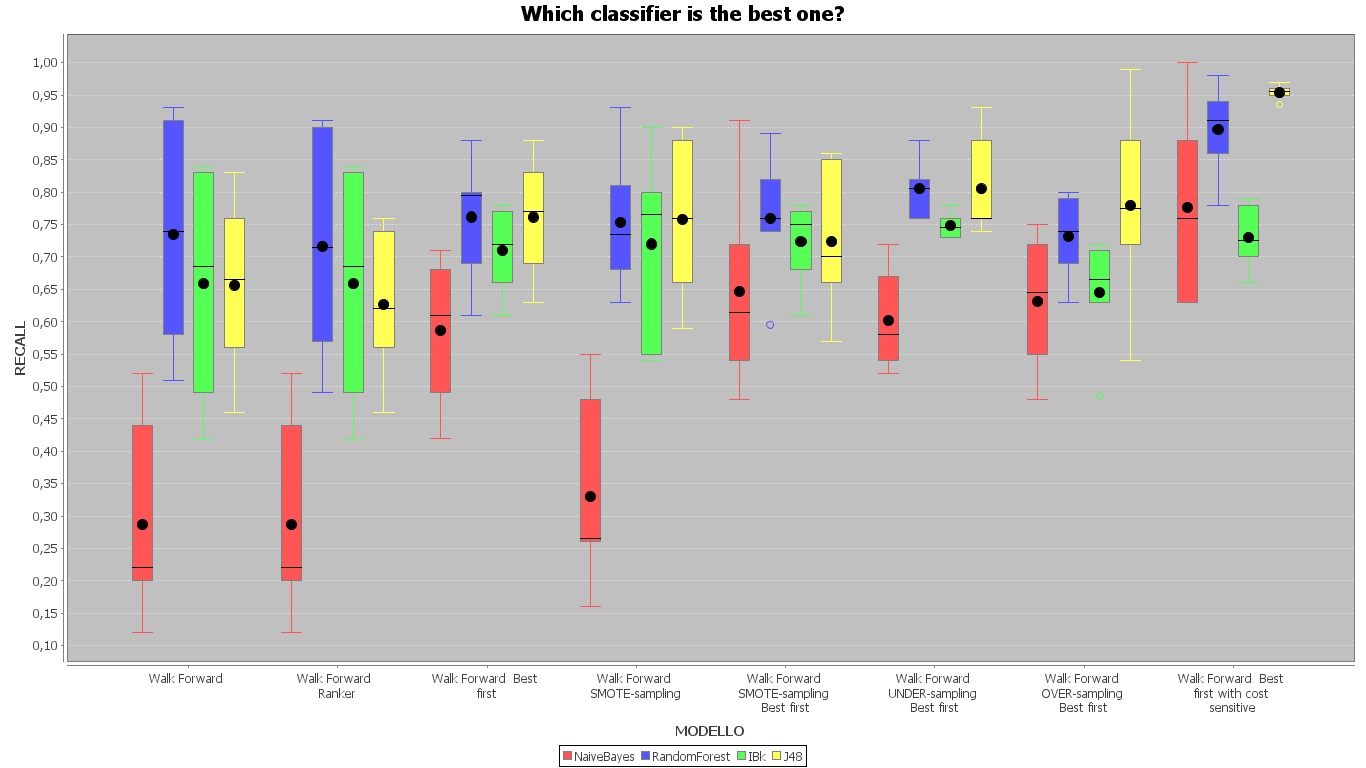 Which classifier is the best one?
RECALL
1,00
0,95
0,90
0,85
0,80
0,75
0,70
0,65
0,60
0,55
0,50
0,45
0,40
0,35
0,30
0,25
0,20
0,15
0,10
Walk Forward
Walk Forward
Ranker
Walk Forward Best
first
Walk Forward
SMOTE-sampling
Walk Forward
SMOTE-sampling
Best first
Walk Forward
UNDER-sampling
Best first
Walk Forward
OVER-sampling
Best first
Walk Forward Best
first with cost
sensitive
MODELLO
NaiveBayes RandomForest IBk J48